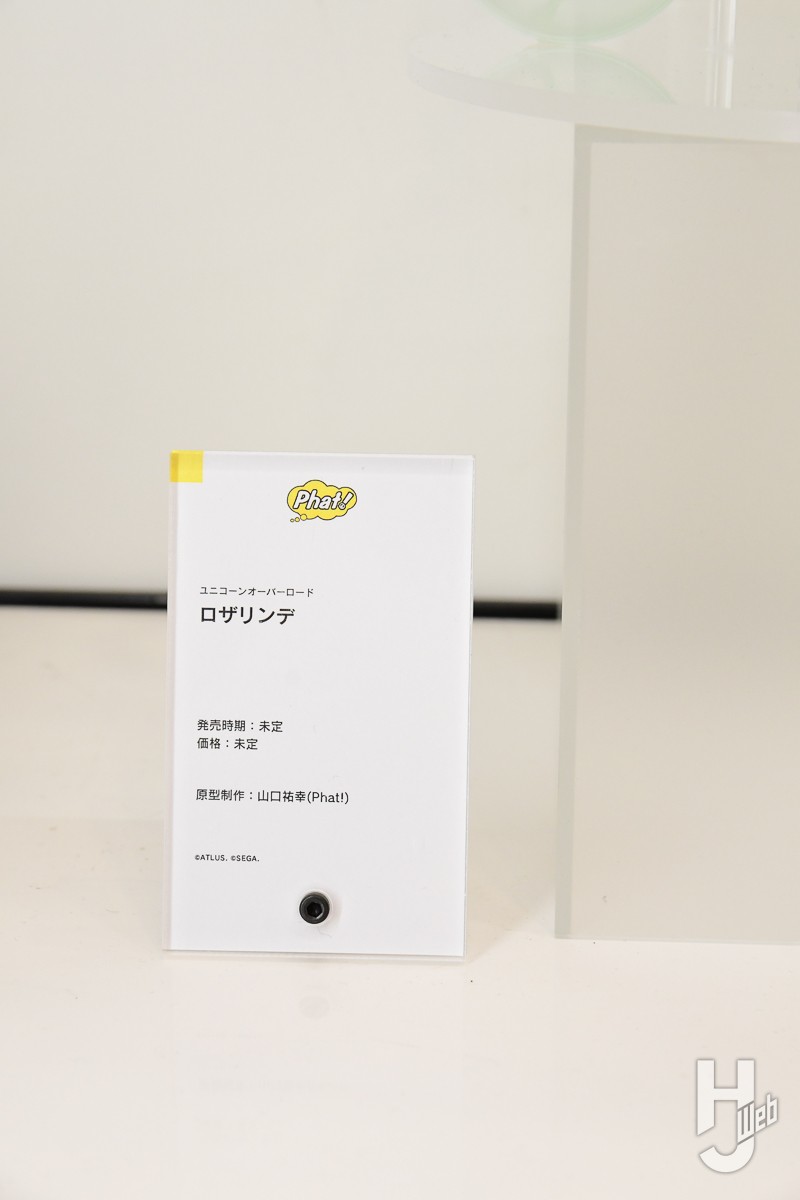 Phat!
ユニコーンオーバーロード
ロザリンデ
発売時期：未定
価格：未定
原型制作：山口祐幸(Phat!)
©ATLUS. ©SEGA.
HJ Web